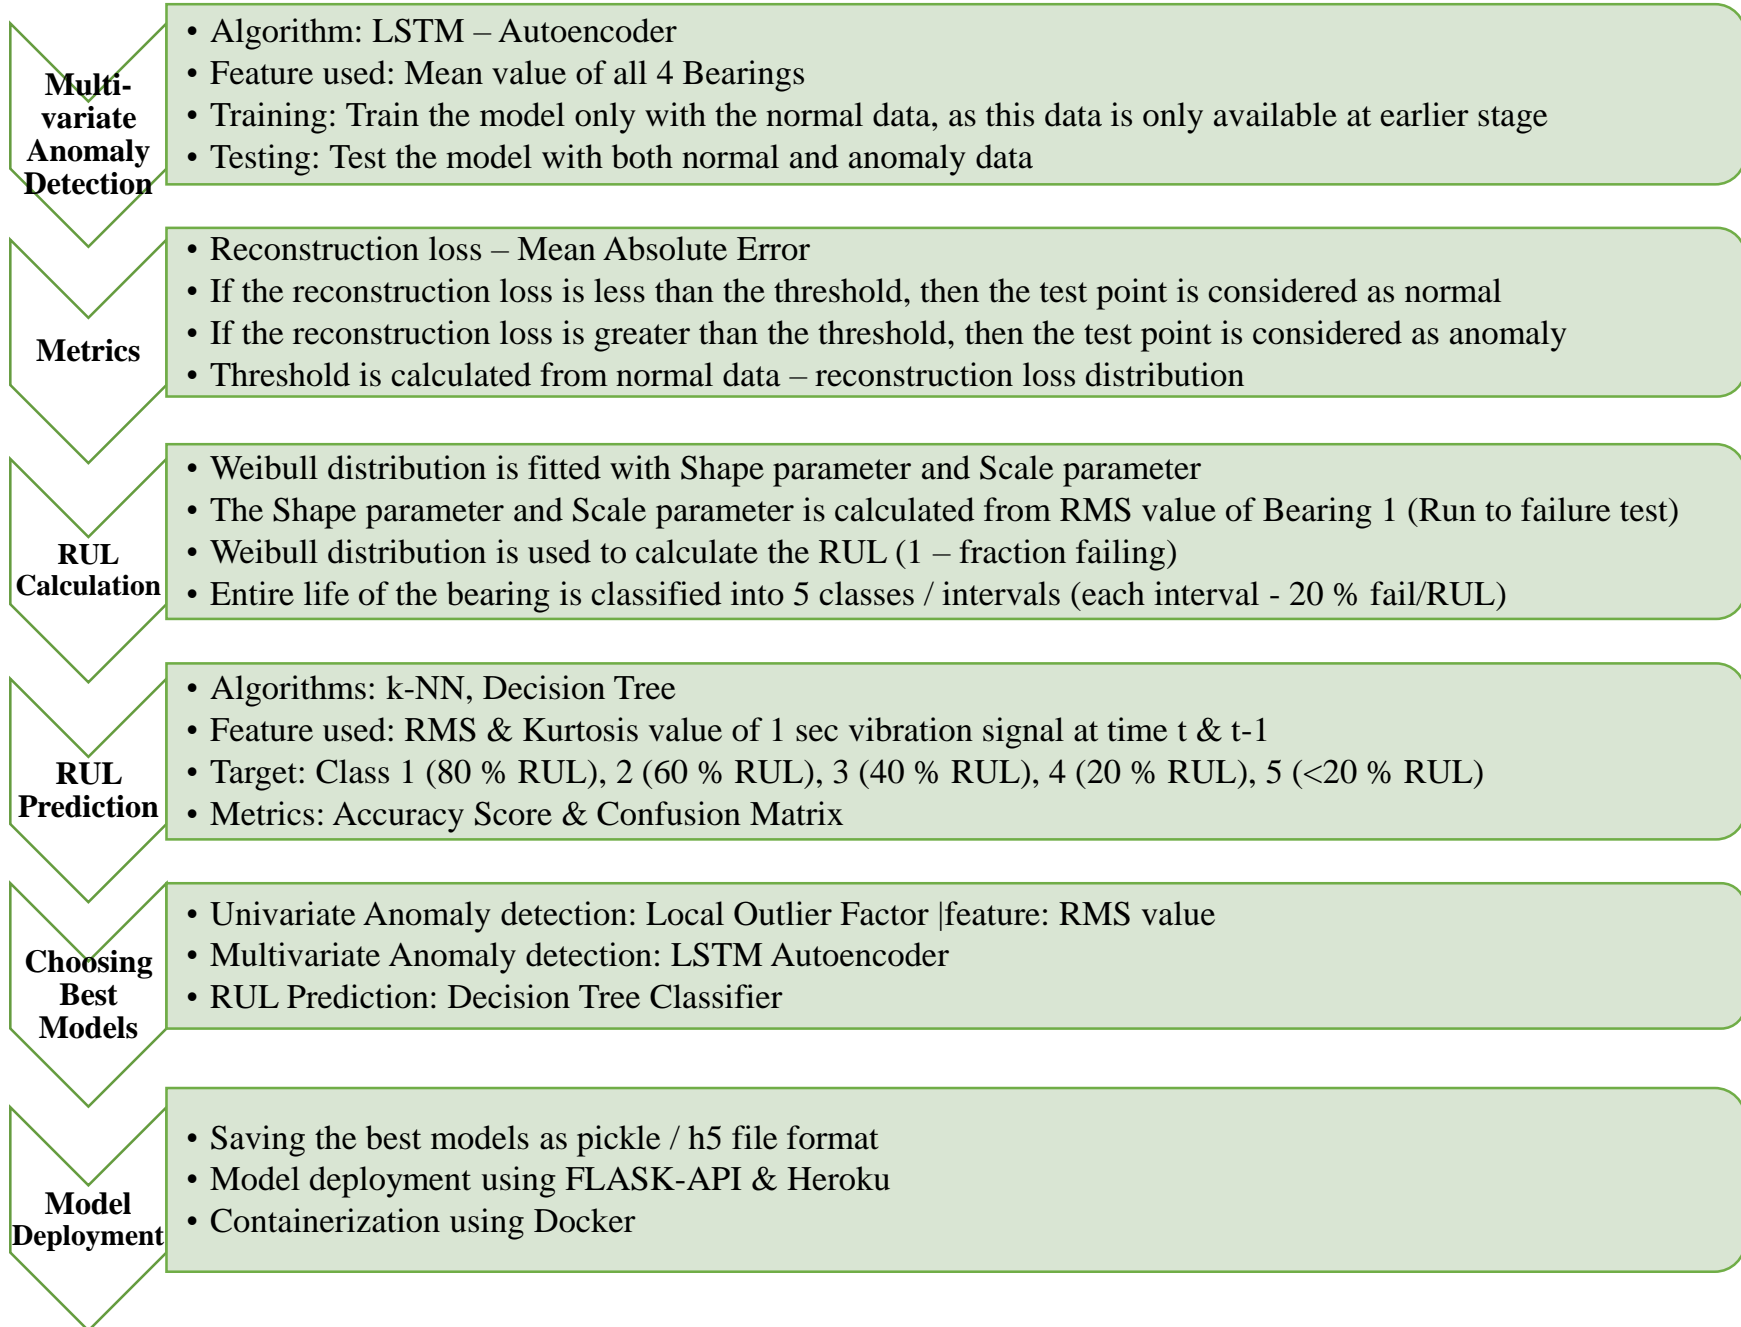 Multi-
variate
Anomaly
Detection
• Algorithm: LSTM – Autoencoder
• Feature used: Mean value of all 4 Bearings
• Training: Train the model only with the normal data, as this data is only available at earlier stage
• Testing: Test the model with both normal and anomaly data
Metrics
• Reconstruction loss – Mean Absolute Error
• If the reconstruction loss is less than the threshold, then the test point is considered as normal
• If the reconstruction loss is greater than the threshold, then the test point is considered as anomaly
• Threshold is calculated from normal data – reconstruction loss distribution
RUL
Calculation
• Weibull distribution is fitted with Shape parameter and Scale parameter
• The Shape parameter and Scale parameter is calculated from RMS value of Bearing 1 (Run to failure test)
• Weibull distribution is used to calculate the RUL (1 – fraction failing)
• Entire life of the bearing is classified into 5 classes / intervals (each interval - 20 % fail/RUL)
RUL
Prediction
• Algorithms: k-NN, Decision Tree
• Feature used: RMS & Kurtosis value of 1 sec vibration signal at time t & t-1
• Target: Class 1 (80 % RUL), 2 (60 % RUL), 3 (40 % RUL), 4 (20 % RUL), 5 (<20 % RUL)
• Metrics: Accuracy Score & Confusion Matrix
Choosing
Best
Models
• Univariate Anomaly detection: Local Outlier Factor |feature: RMS value
• Multivariate Anomaly detection: LSTM Autoencoder
• RUL Prediction: Decision Tree Classifier
Model
Deployment
• Saving the best models as pickle / h5 file format
• Model deployment using FLASK-API & Heroku
• Containerization using Docker